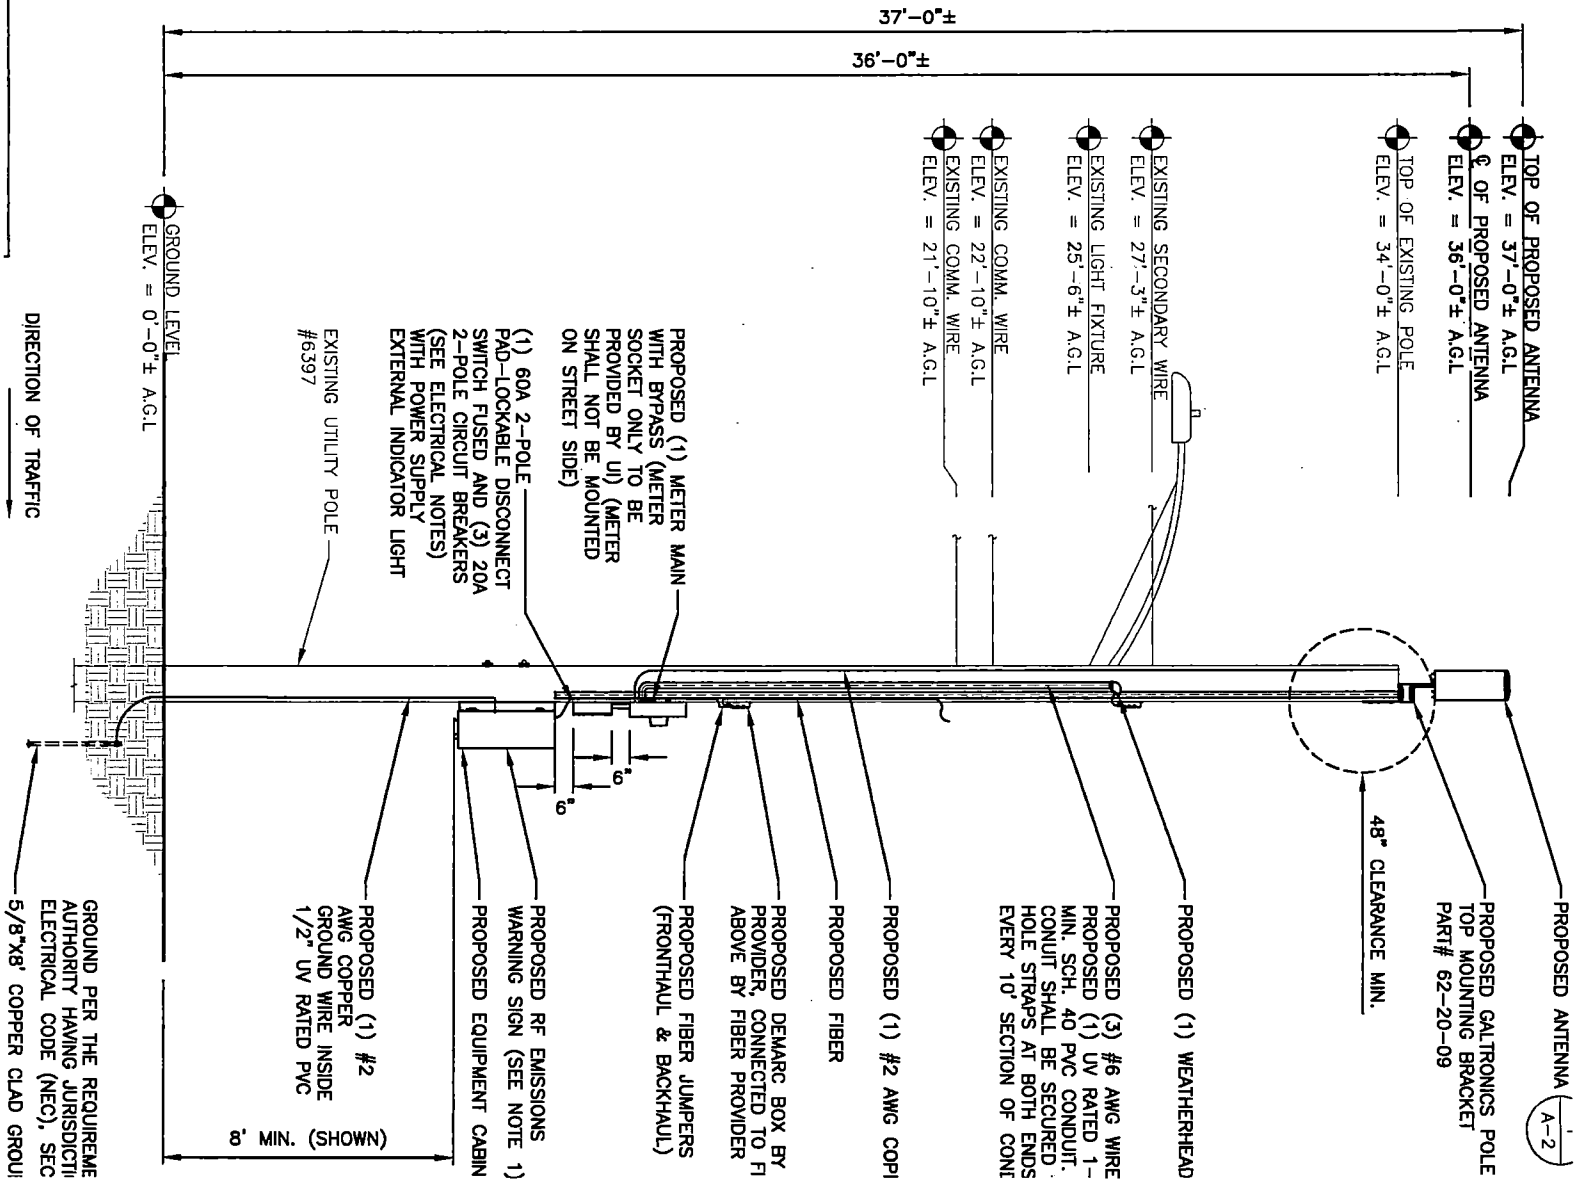 37'-0"±
36'-0"±
TOP OF PROPOSED ANTENNA
ELEV. = 37'-0"± A.G.L
℄ OF PROPOSED ANTENNA
ELEV. = 36'-0"± A.G.L
TOP OF EXISTING POLE
ELEV. = 34'-0"± A.G.L
EXISTING SECONDARY WIRE
ELEV. = 27'-3"± A.G.L
EXISTING LIGHT FIXTURE
ELEV. = 25'-6"± A.G.L
EXISTING COMM. WIRE
ELEV. = 22'-10"± A.G.L
EXISTING COMM. WIRE
ELEV. = 21'-10"± A.G.L
GROUND LEVEL
ELEV. = 0'-0"± A.G.L
PROPOSED (1) METER MAIN
WITH BYPASS (METER
SOCKET ONLY TO BE
PROVIDED BY UI) (METER
SHALL NOT BE MOUNTED
ON STREET SIDE)
(1) 60A 2-POLE
PAD-LOCKABLE DISCONNECT
SWITCH FUSED AND (3) 20A
2-POLE CIRCUIT BREAKERS
(SEE ELECTRICAL NOTES)
WITH POWER SUPPLY
EXTERNAL INDICATOR LIGHT
EXISTING UTILITY POLE
#6397
DIRECTION OF TRAFFIC
6"
6"
PROPOSED ANTENNA
A-2
PROPOSED GALTRONICS POLE
TOP MOUNTING BRACKET
PART# 62-20-09
48" CLEARANCE MIN.
PROPOSED (1) WEATHERHEAD
PROPOSED (3) #6 AWG WIRE
PROPOSED (1) UV RATED 1-
MIN. SCH. 40 PVC CONDUIT.
CONUIT SHALL BE SECURED
HOLE STRAPS AT BOTH ENDS
EVERY 10' SECTION OF
PROPOSED (1) #2 AWG
PROPOSED FIBER
PROPOSED DEMARC BOX BY
PROVIDER, CONNECTED TO
ABOVE BY FIBER PROVIDER
PROPOSED FIBER JUMPERS
(FRONTHAUL & BACKHAUL)
PROPOSED RF EMISSIONS
WARNING SIGN (SEE NOTE 1)
PROPOSED EQUIPMENT CABIN
PROPOSED (1) #2
AWG COPPER
GROUND WIRE INSIDE
1/2" UV RATED PVC
8' MIN. (SHOWN)
GROUND PER THE REQUIREME
AUTHORITY HAVING
ELECTRICAL CODE (NEC), SEC
5/8"X8' COPPER CLAD